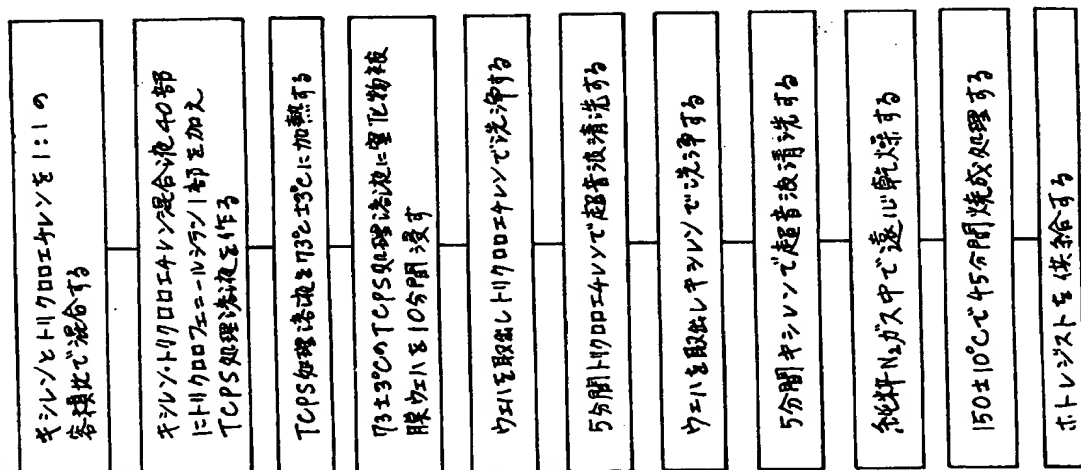 キシレンとトリクロロエチレンを1:1の
容積比で混合する
キシレン・トリクロロエチレン混合液40部
にトリクロロフェニールシラン1部を加え
TCPS処理溶液を作る
TCPS処理溶液を73℃±3℃に加熱する
73±3℃のTCPS処理溶液に窒化物被
膜ウエハを10分間浸す
ウエハを取出しトリクロロエチレンで洗浄する
5分間トリクロロエチレンで超音波清洗する
ウエハを取出しキシレンで洗浄する
5分間キシレンで超音波清洗する
純粋N₂ガス中で遠心乾燥する
150±10℃で45分間焼成処理する
ホトレジストを供給する